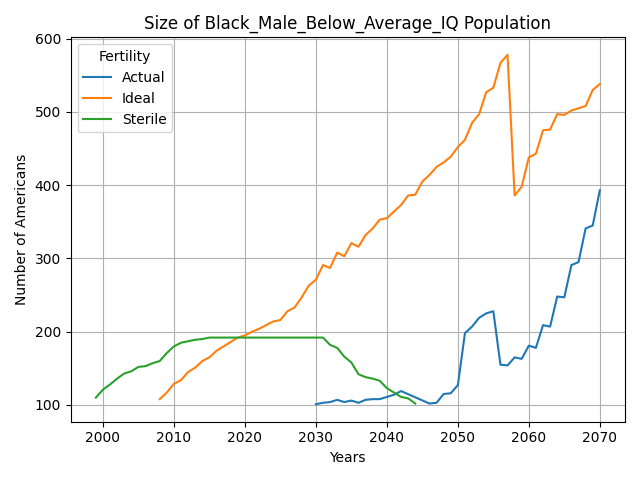 Size of Black_Male_Below_Average_IQ Population
Fertility
Actual
Ideal
Sterile
Number of Americans
600
500
400
300
200
100
2000 2010 2020 2030 2040 2050 2060 2070
Years